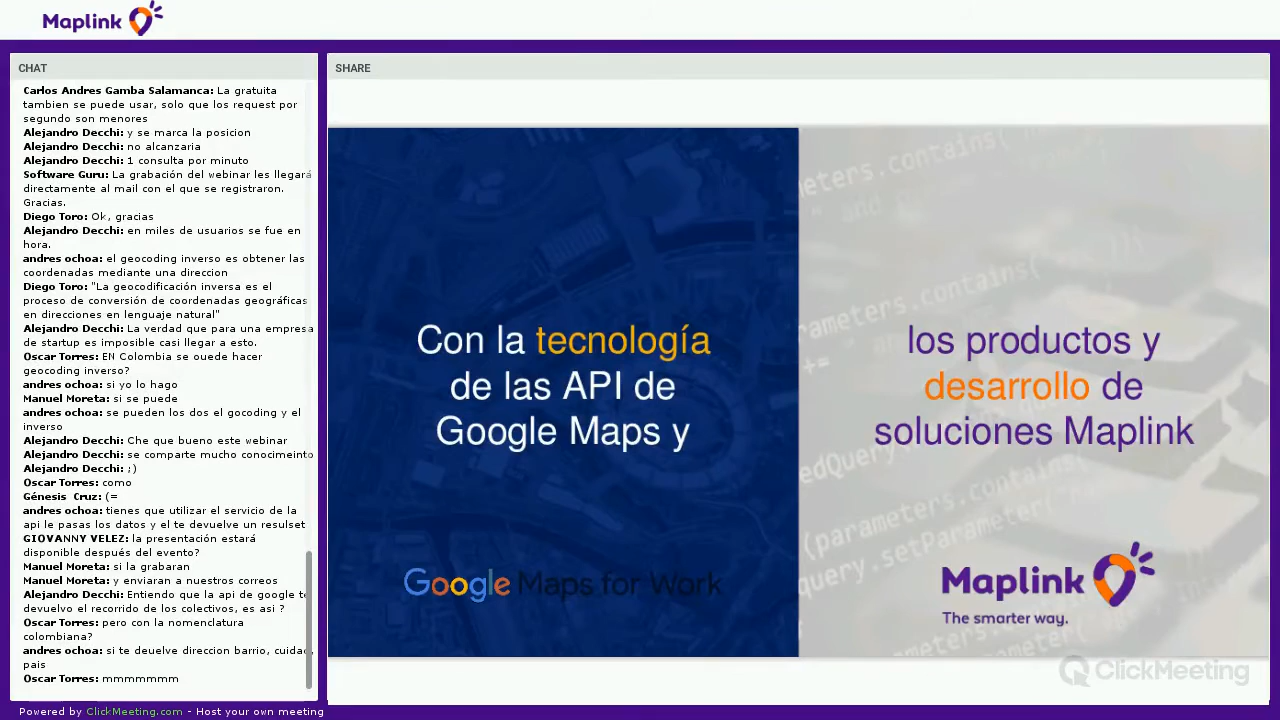 Maplink
CHAT
Carlos Andres Gamba Salamanca: La gratuita
tambien se puede usar, solo que los request por
segundo son menores
Alejandro Decchi: y se marca la posicion
Alejandro Decchi: no alcanzaria
Alejandro Decchi: 1 consulta por minuto
Software Guru: La grabación del webinar les llegará
directamente al mail con el que se registraron.
Gracias.
Diego Toro: Ok, gracias
Alejandro Decchi: en miles de usuarios se fue en
hora.
andres ochoa: el geocoding inverso es obtener las
coordenadas mediante una direccion
Diego Toro: "La geocodificación inversa es el
proceso de conversión de coordenadas geográficas
en direcciones en lenguaje natural"
Alejandro Decchi: La verdad que para una empresa
de startup es imposible casi llegar a esto.
Oscar Torres: EN Colombia se ouede hacer
geocoding inverso?
andres ochoa: si yo lo hago
Manuel Moreta: si se puede
andres ochoa: se pueden los dos el gocoding y el
inverso
Alejandro Decchi: Che que bueno este webinar
Alejandro Decchi: se comparte mucho conocimeinto
Alejandro Decchi: ;)
Oscar Torres: como
Génesis Cruz: (=
andres ochoa: tienes que utilizar el servicio de la
api le pasas los datos y el te devuelve un resulset
GIOVANNY VELEZ: la presentación estará
disponible después del evento?
Manuel Moreta: si la grabaran
Manuel Moreta: y enviaran a nuestros correos
Alejandro Decchi: Entiendo que la api de google te
devuelvo el recorrido de los colectivos, es asi ?
Oscar Torres: pero con la nomenclatura
colombiana?
andres ochoa: si te deuelve direccion barrio, cuidad,
pais
Oscar Torres: mmmmmmm
Powered by ClickMeeting.com - Host your own meeting
SHARE
Con la tecnología
de las API de
Google Maps y
Google Maps for Work
los productos y
desarrollo de
soluciones Maplink
Maplink
The smarter way.
ClickMeeting